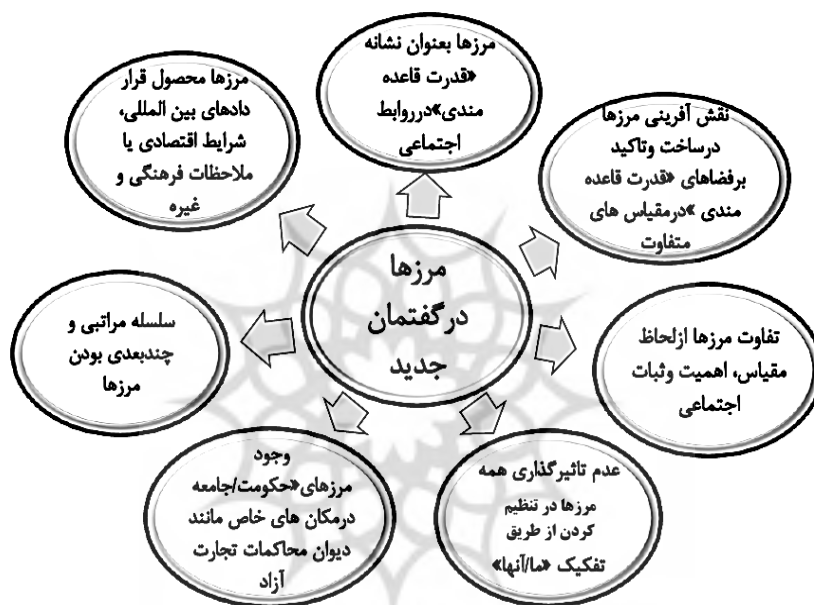 مرزها بعنوان نشانه
«قدرت قاعده
مندی»درروابط
اجتماعی
نقش آفرینی مرزها
درساخت وتاکید
برفضاهای «قدرت قاعده
مندی »درمقیاس های
متفاوت
تفاوت مرزها ازلحاظ
مقیاس، اهمیت وثبات
اجتماعی
عدم تاثیرگذاری همه
مرزها در تنظیم
کردن از طریق
تفکیک «ما/آنها»
وجود
مرزهای«حکومت/جامعه
درمکان های خاص مانند
دیوان محاکمات تجارت
آزاد
سلسله مراتبی و
چندبعدی بودن
مرزها
مرزها محصول قرار
دادهای بین المللی،
شرایط اقتصادی یا
ملاحظات فرهنگی و
غیره
مرزها
درگفتمان
جدید